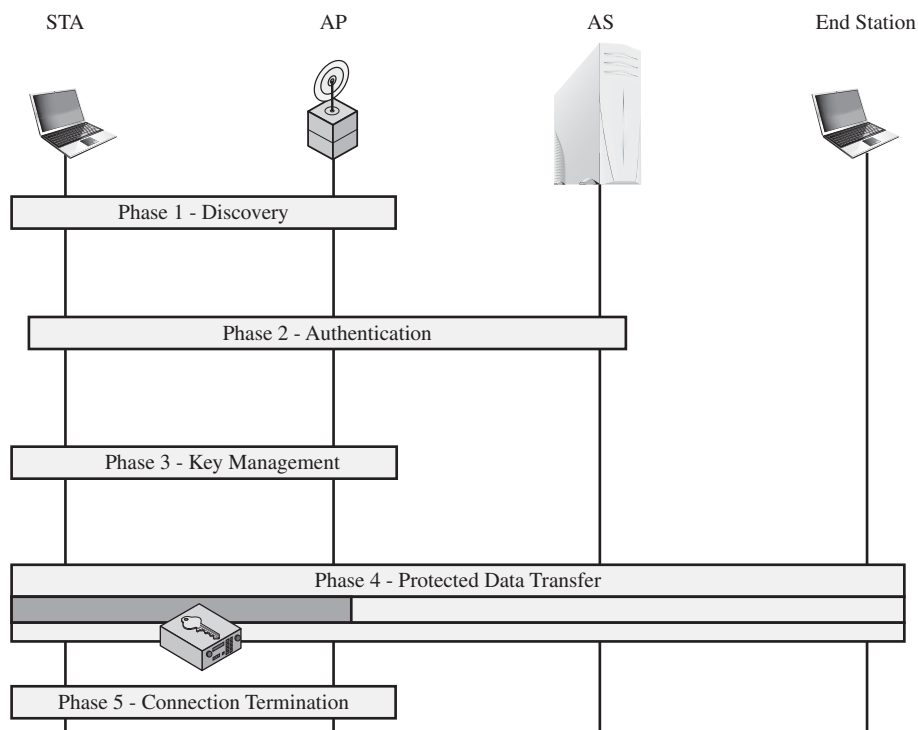 STA
AP
AS
End Station
Phase 1 - Discovery
Phase 2 - Authentication
Phase 3 - Key Management
Phase 4 - Protected Data Transfer
Phase 5 - Connection Termination